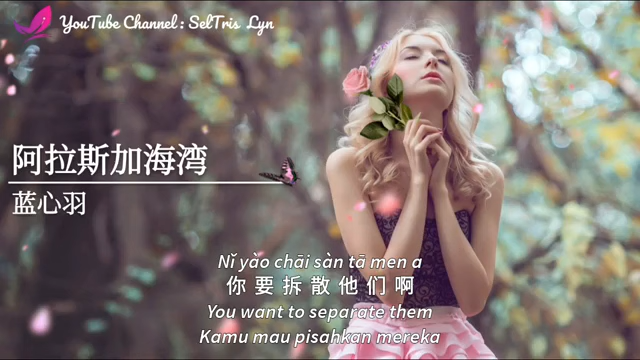 YouTube Channel : SelTris Lyn
阿拉斯加海湾
蓝心羽
Nǐ yào chāi sàn tā men a
你要拆散他们啊
You want to separate them
Kamu mau pisahkan mereka